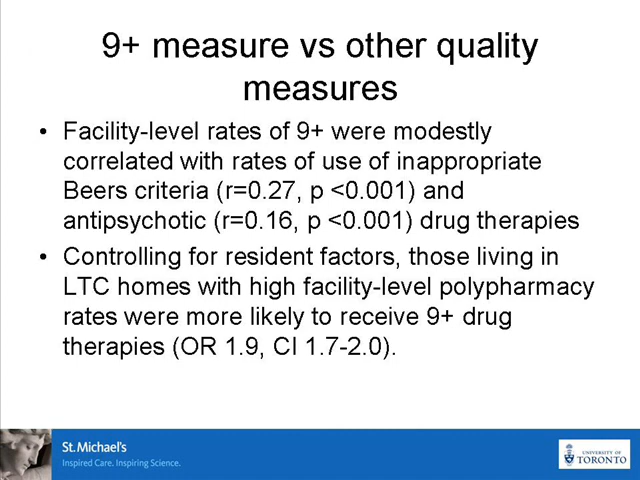 9+ measure vs other quality
measures
• Facility-level rates of 9+ were modestly
correlated with rates of use of inappropriate
Beers criteria (r=0.27, p <0.001) and
antipsychotic (r=0.16, p <0.001) drug therapies
• Controlling for resident factors, those living in
LTC homes with high facility-level polypharmacy
rates were more likely to receive 9+ drug
therapies (OR 1.9, CI 1.7-2.0).
St. Michael's
Inspired Care. Inspiring Science.
UNIVERSITY OF
TORONTO